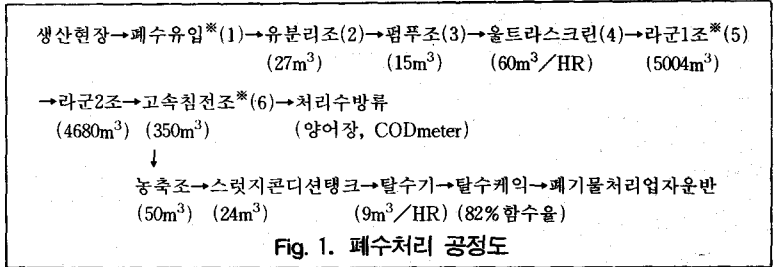 생산현장→폐수유입※(1)→유분리조(2)→펌푸조(3)→울트라스크린(4)→라군1조※(5)
(27m³) (15m³) (60m³/HR) (5004m³)
→라군2조→고속침전조※(6)→처리수방류
(4680m³) (350m³) (양어장, CODmeter)
↓
농축조→스럿지콘디션탱크→탈수기→탈수케익→폐기물처리업자운반
(50m³) (24m³) (9m³/HR) (82%함수율)
Fig. 1. 폐수처리 공정도